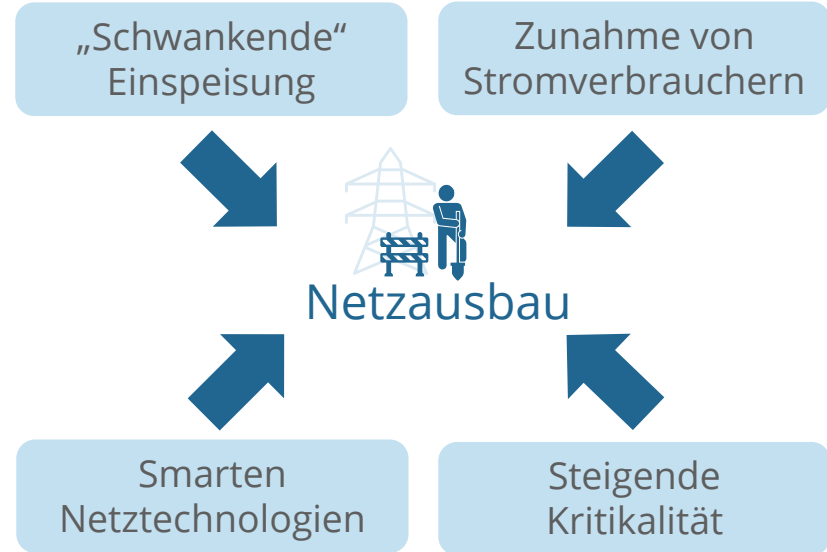 „Schwankende“
Einspeisung
Zunahme von
Stromverbrauchern
Netzausbau
Smarten
Netztechnologien
Steigende
Kritikalität